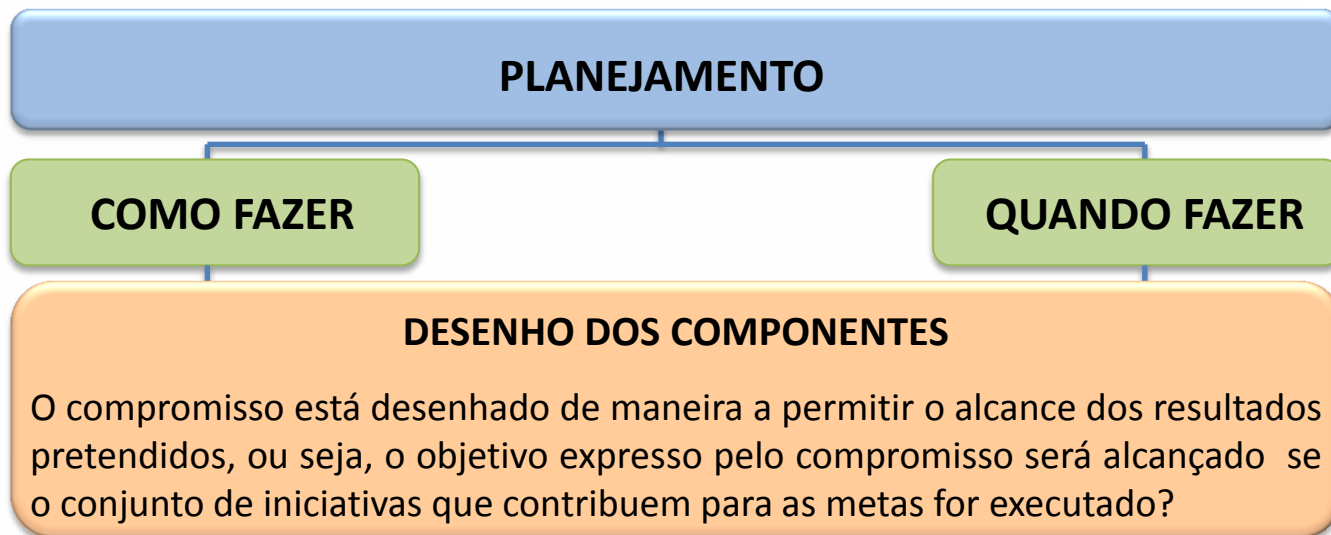 PLANEJAMENTO
COMO FAZER
QUANDO FAZER
DESENHO DOS COMPONENTES
O compromisso está desenhado de maneira a permitir o alcance dos resultados
pretendidos, ou seja, o objetivo expresso pelo compromisso será alcançado se
o conjunto de iniciativas que contribuem para as metas for executado?